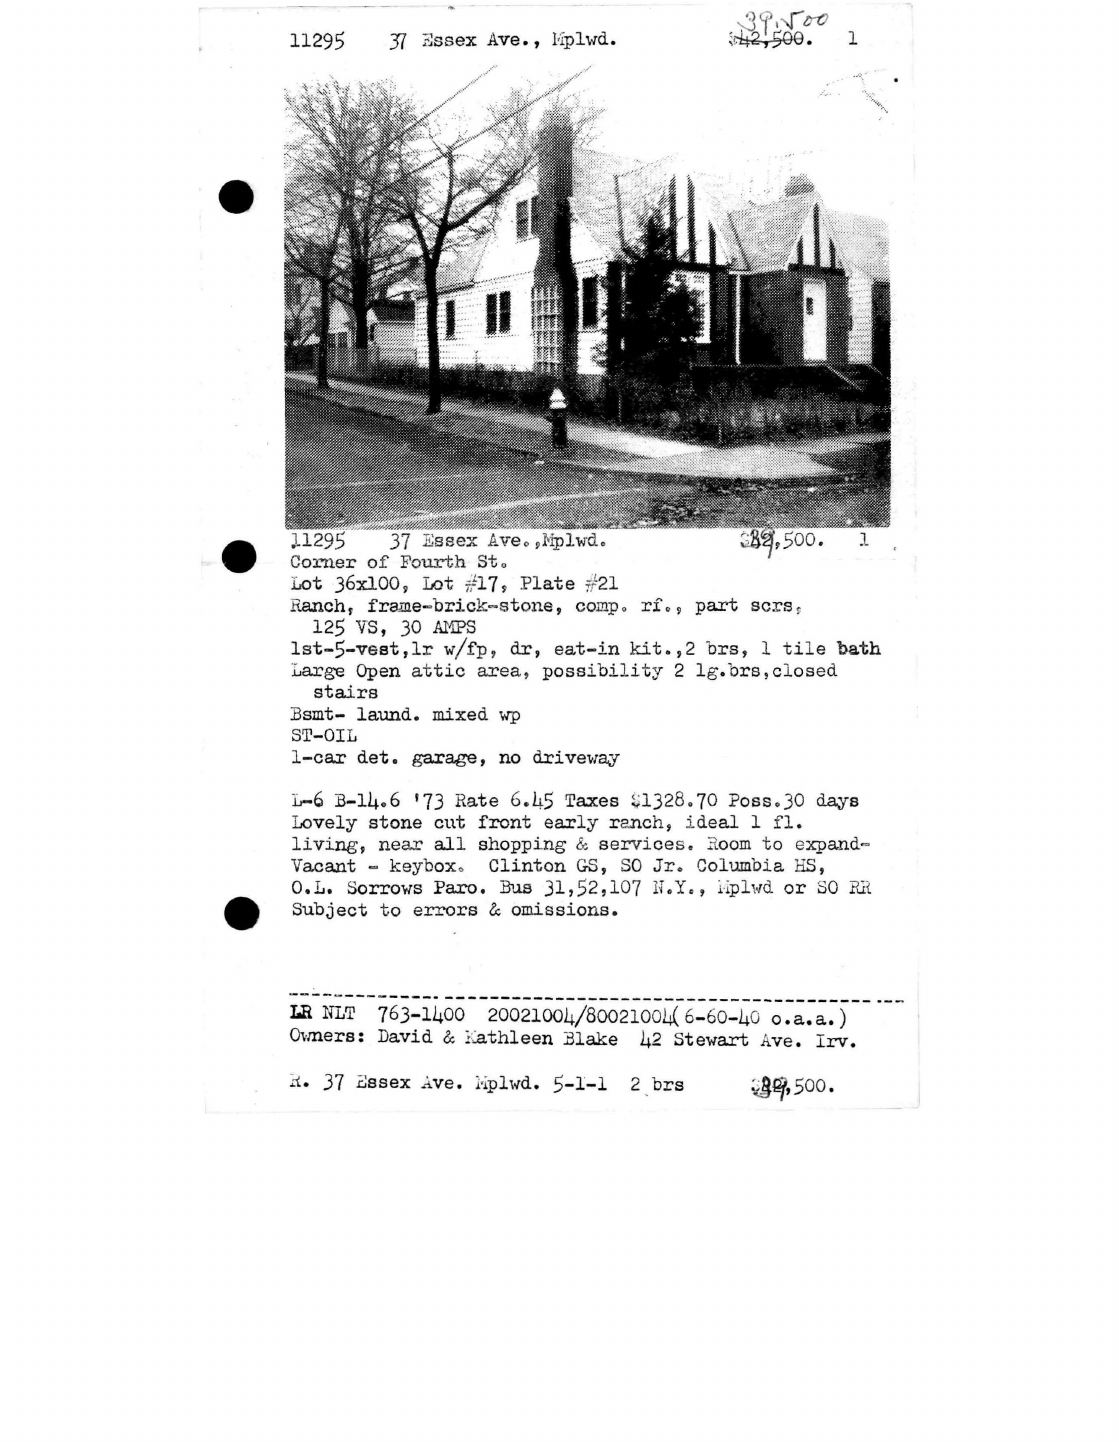 39,500
11295 37 Essex Ave., Mplwd. $42,500. 1
11295 37 Essex Ave.,Mplwd. $39,500. 1
Corner of Fourth St.
Lot 36x100, Lot #17, Plate #21
Ranch, frame-brick-stone, comp. rf., part scrs,
125 VS, 30 AMPS
1st-5-vest,lr w/fp, dr, eat-in kit.,2 brs, 1 tile bath
Large Open attic area, possibility 2 lg.brs,closed
stairs
Bsmt- laund. mixed wp
ST-OIL
1-car det. garage, no driveway
L-6 B-14.6 '73 Rate 6.45 Taxes $1328.70 Poss.30 days
Lovely stone cut front early ranch, ideal 1 fl.
living, near all shopping & services. Room to expand-
Vacant - keybox. Clinton GS, SO Jr. Columbia HS,
O.L. Sorrows Paro. Bus 31,52,107 N.Y., Mplwd or SO RR
Subject to errors & omissions.
LR NLT 763-1400 20021004/80021004(6-60-40 o.a.a.)
Owners: David & Kathleen Blake 42 Stewart Ave. Irv.
R. 37 Essex Ave. Mplwd. 5-1-1 2 brs $39,500.